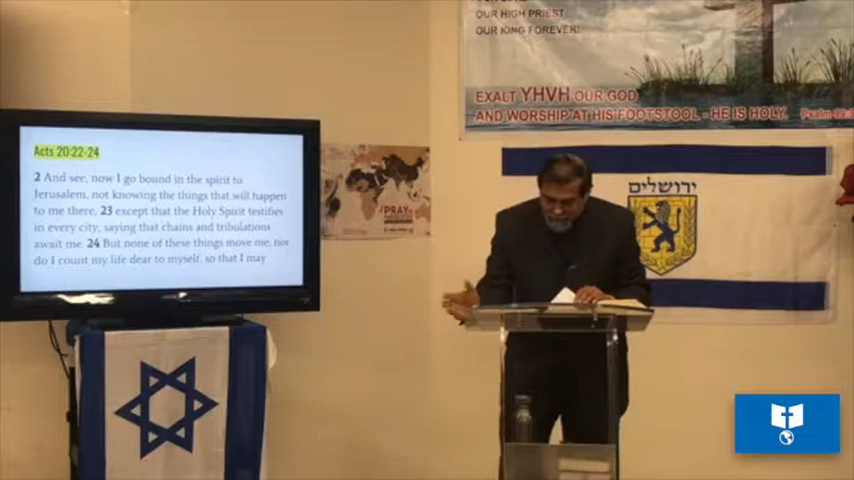 OUR HIGH PRIEST
OUR KING FOREVER!
EXALT YHVH OUR GOD
AND WORSHIP AT HIS FOOTSTOOL - HE IS HOLY.
Acts 20:22-24
2 And see, now I go bound in the spirit to
Jerusalem, not knowing the things that will happen
to me there, 23 except that the Holy Spirit testifies
in every city, saying that chains and tribulations
await me. 24 But none of these things move me, nor
do I count my life dear to myself, so that I may
PRAY
ירושלים